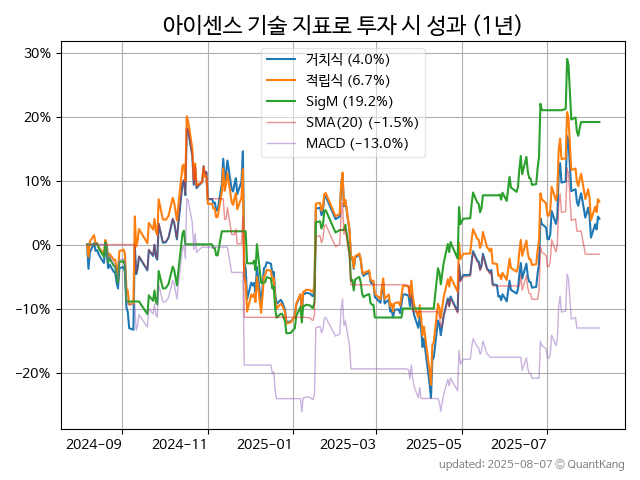 아이센스 기술 지표로 투자 시 성과 (1년)
거치식 (4.0%)
적립식 (6.7%)
SigM (19.2%)
SMA(20) (−1.5%)
MACD (−13.0%)
30%
20%
10%
0%
−10%
−20%
2024-09 2024-11 2025-01 2025-03 2025-05 2025-07
updated: 2025-08-07 © QuantKang